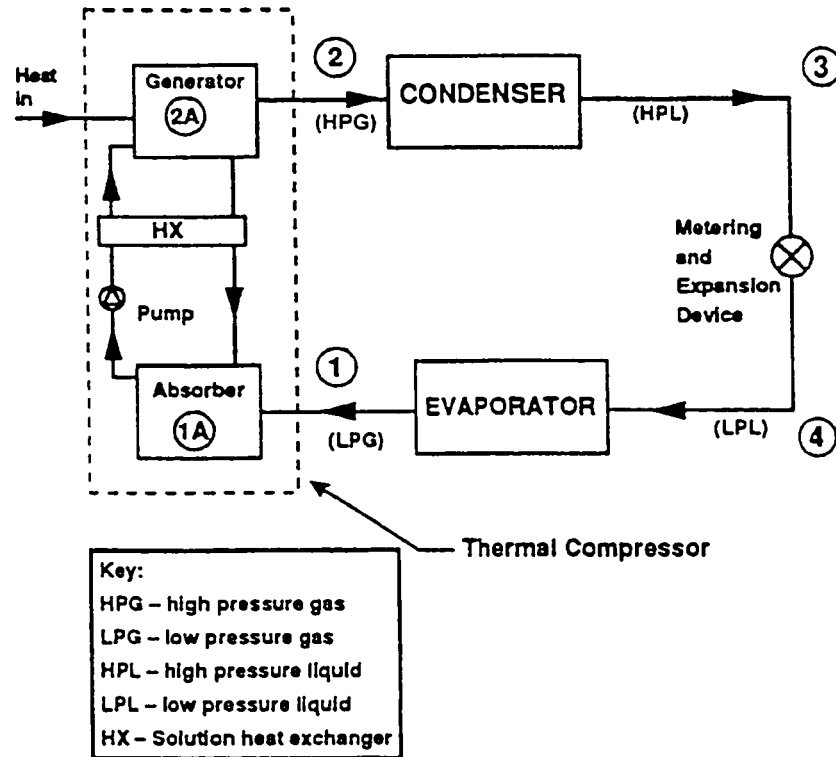 Heat
in
Generator
2A
2
(HPG)
CONDENSER
(HPL)
3
HX
Pump
Metering
and
Expansion
Device
Absorber
1A
1
(LPG)
EVAPORATOR
(LPL)
4
Thermal Compressor
Key:
HPG – high pressure gas
LPG – low pressure gas
HPL – high pressure liquid
LPL – low pressure liquid
HX – Solution heat exchanger